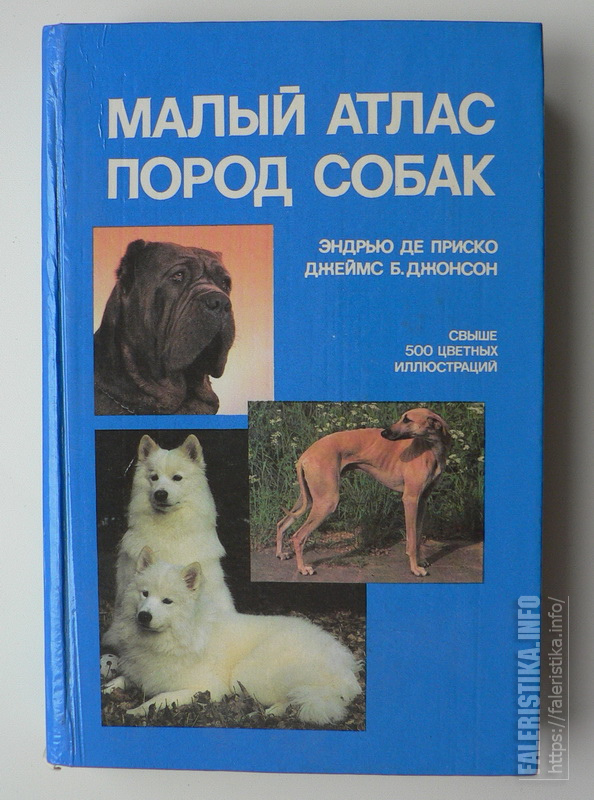 МАЛЫЙ АТЛАС
ПОРОД СОБАК
ЭНДРЬЮ ДЕ ПРИСКО
ДЖЕЙМС Б. ДЖОНСОН
СВЫШЕ
500 ЦВЕТНЫХ
ИЛЛЮСТРАЦИЙ
FALERISTIKA.INFO
https://faleristika.info/